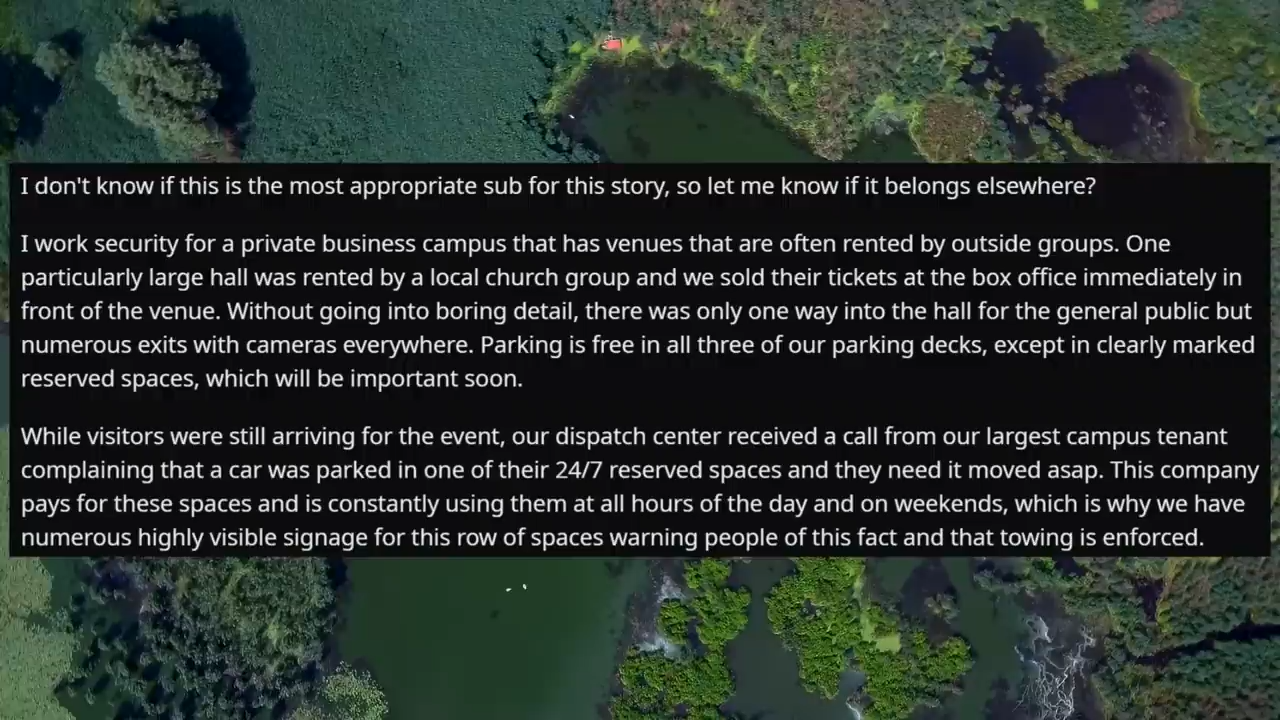 I don't know if this is the most appropriate sub for this story, so let me know if it belongs elsewhere?
I work security for a private business campus that has venues that are often rented by outside groups. One
particularly large hall was rented by a local church group and we sold their tickets at the box office immediately in
front of the venue. Without going into boring detail, there was only one way into the hall for the general public but
numerous exits with cameras everywhere. Parking is free in all three of our parking decks, except in clearly marked
reserved spaces, which will be important soon.
While visitors were still arriving for the event, our dispatch center received a call from our largest campus tenant
complaining that a car was parked in one of their 24/7 reserved spaces and they need it moved asap. This company
pays for these spaces and is constantly using them at all hours of the day and on weekends, which is why we have
numerous highly visible signage for this row of spaces warning people of this fact and that towing is enforced.